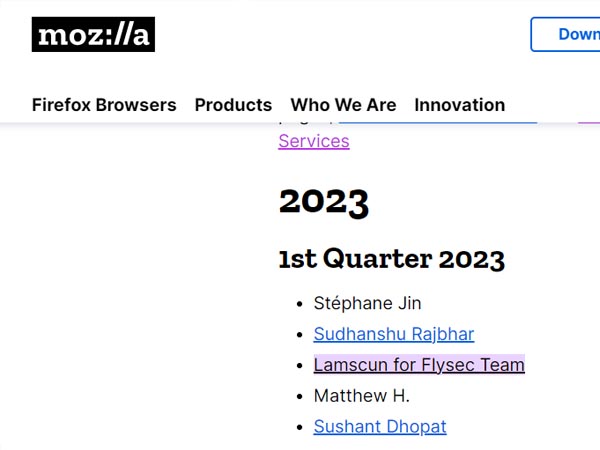 moz://a
Down
Firefox Browsers Products Who We Are Innovation
Services
2023
1st Quarter 2023
Stéphane Jin
Sudhanshu Rajbhar
Lamscun for Flysec Team
Matthew H.
Sushant Dhopat